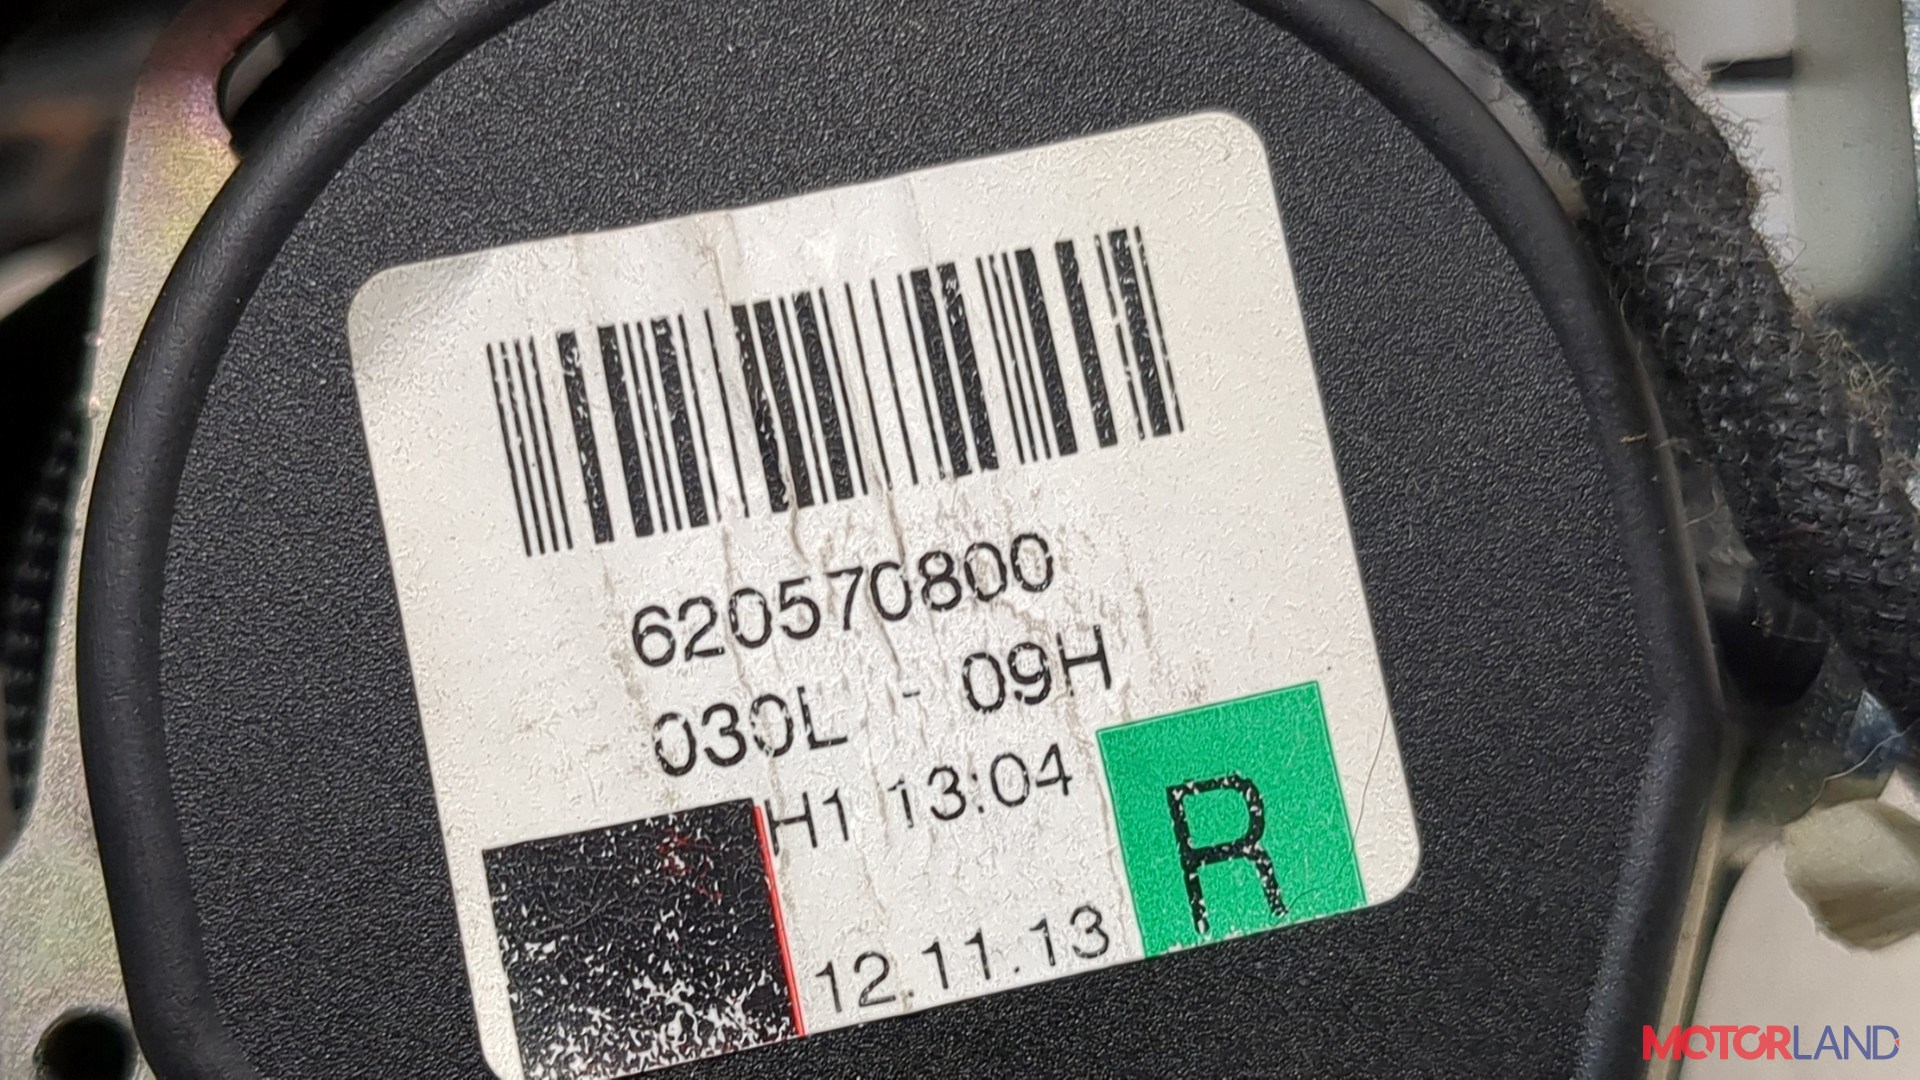 620570800
030L - 09H
H1 13:04
R
12.11.13
MOTORLAND